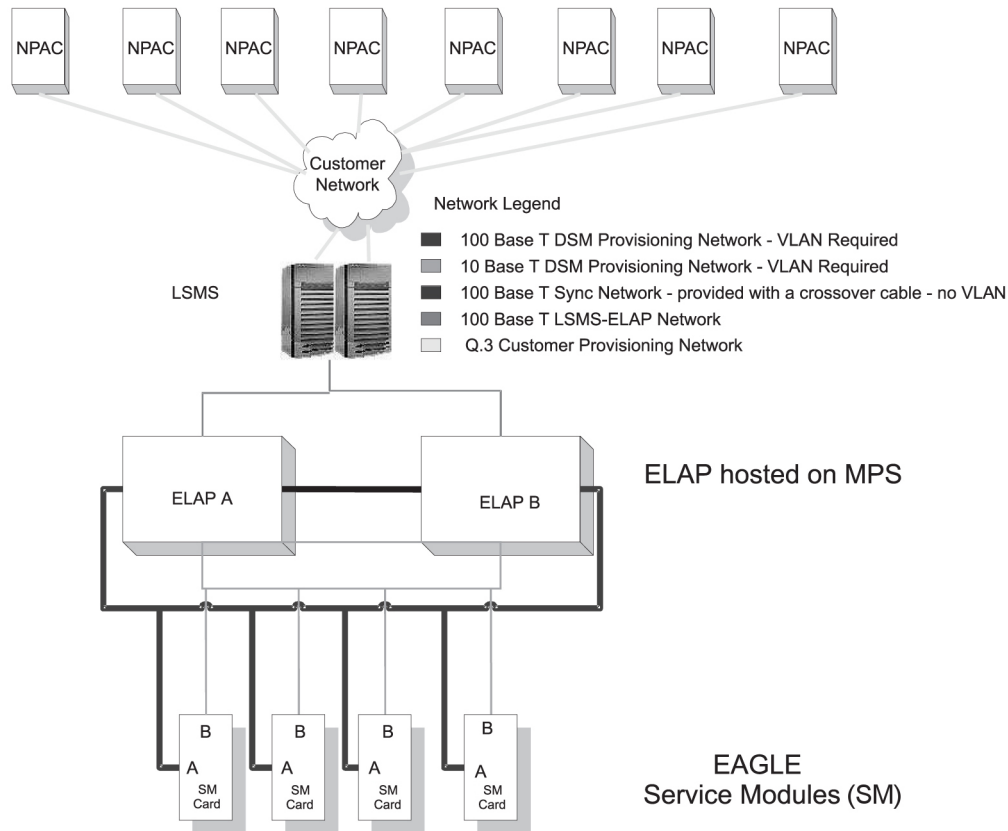 NPAC NPAC NPAC NPAC NPAC NPAC NPAC NPAC
Customer
Network
Network Legend
100 Base T DSM Provisioning Network - VLAN Required
10 Base T DSM Provisioning Network - VLAN Required
100 Base T Sync Network - provided with a crossover cable - no VLAN
100 Base T LSMS-ELAP Network
Q.3 Customer Provisioning Network
LSMS
ELAP hosted on MPS
ELAP A
ELAP B
B B B B
A A A A
SM SM SM SM
Card Card Card Card
EAGLE
Service Modules (SM)